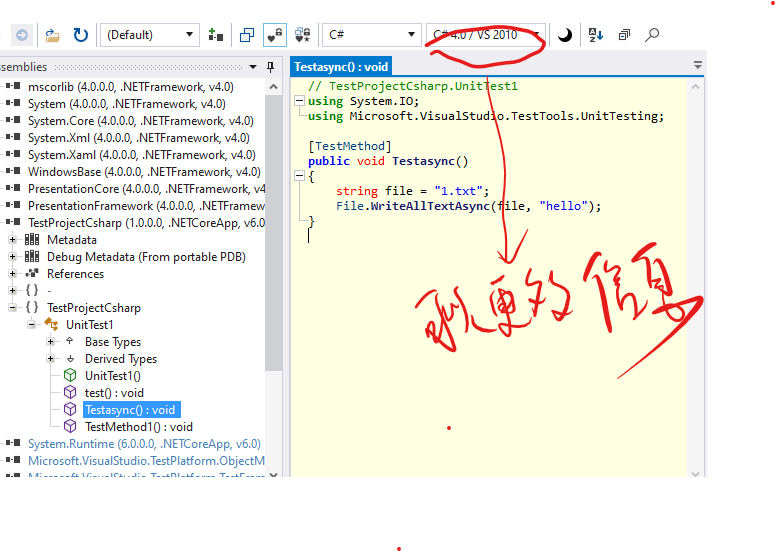 (Default)
C#
C# 4.0 / VS 2010
ssemblies
Testasync() : void
mscorlib (4.0.0.0, .NETFramework, v4.0)
System (4.0.0.0, .NETFramework, v4.0)
System.Core (4.0.0.0, .NETFramework, v4.0)
System.Xml (4.0.0.0, .NETFramework, v4.0)
System.Xaml (4.0.0.0, .NETFramework, v4.0)
WindowsBase (4.0.0.0, .NETFramework, v4.0)
PresentationCore (4.0.0.0, .NETFramework, v4
PresentationFramework (4.0.0.0, .NETFramew
TestProjectCsharp (1.0.0.0, .NETCoreApp, v6.0
Metadata
Debug Metadata (From portable PDB)
References
{ } -
{ } TestProjectCsharp
UnitTest1
Base Types
Derived Types
UnitTest1()
test() : void
Testasync() : void
TestMethod1() : void
System.Runtime (6.0.0.0, .NETCoreApp, v6.0)
Microsoft.VisualStudio.TestPlatform.ObjectM
Microsoft.VisualStudio.TestPlatform.TestFram
// TestProjectCsharp.UnitTest1
using System.IO;
using Microsoft.VisualStudio.TestTools.UnitTesting;
[TestMethod]
public void Testasync()
{
string file = "1.txt";
File.WriteAllTextAsync(file, "hello");
}
更多信息